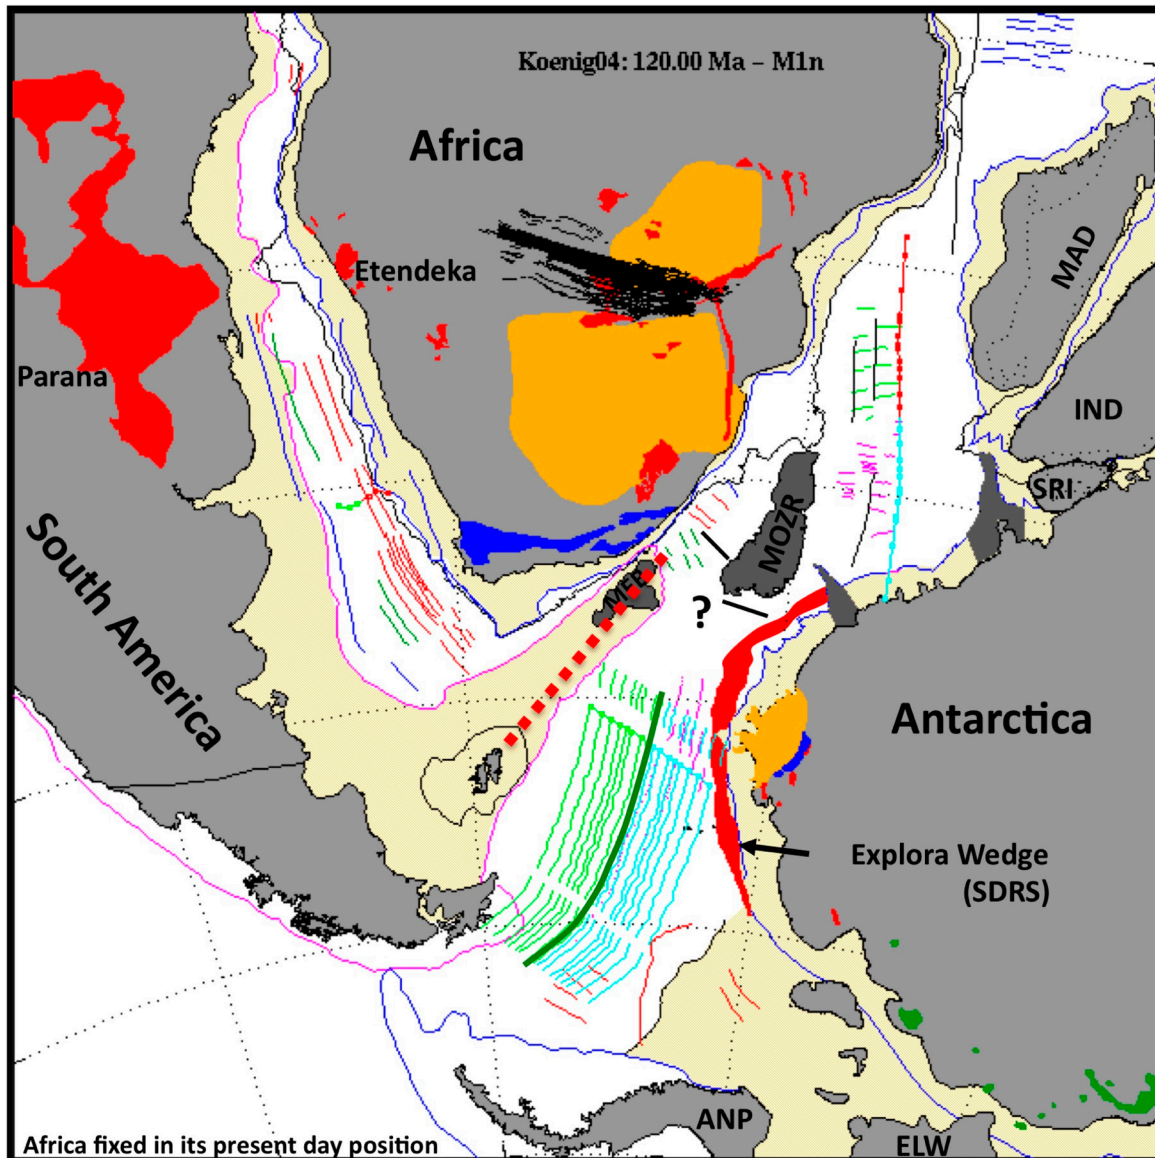 Koenig04: 120.00 Ma – M1n
Africa
Etendeka
MAD
Parana
IND
SRI
MOZR
MEB
South America
?
Antarctica
Explora Wedge
(SDRS)
ANP
ELW
Africa fixed in its present day position